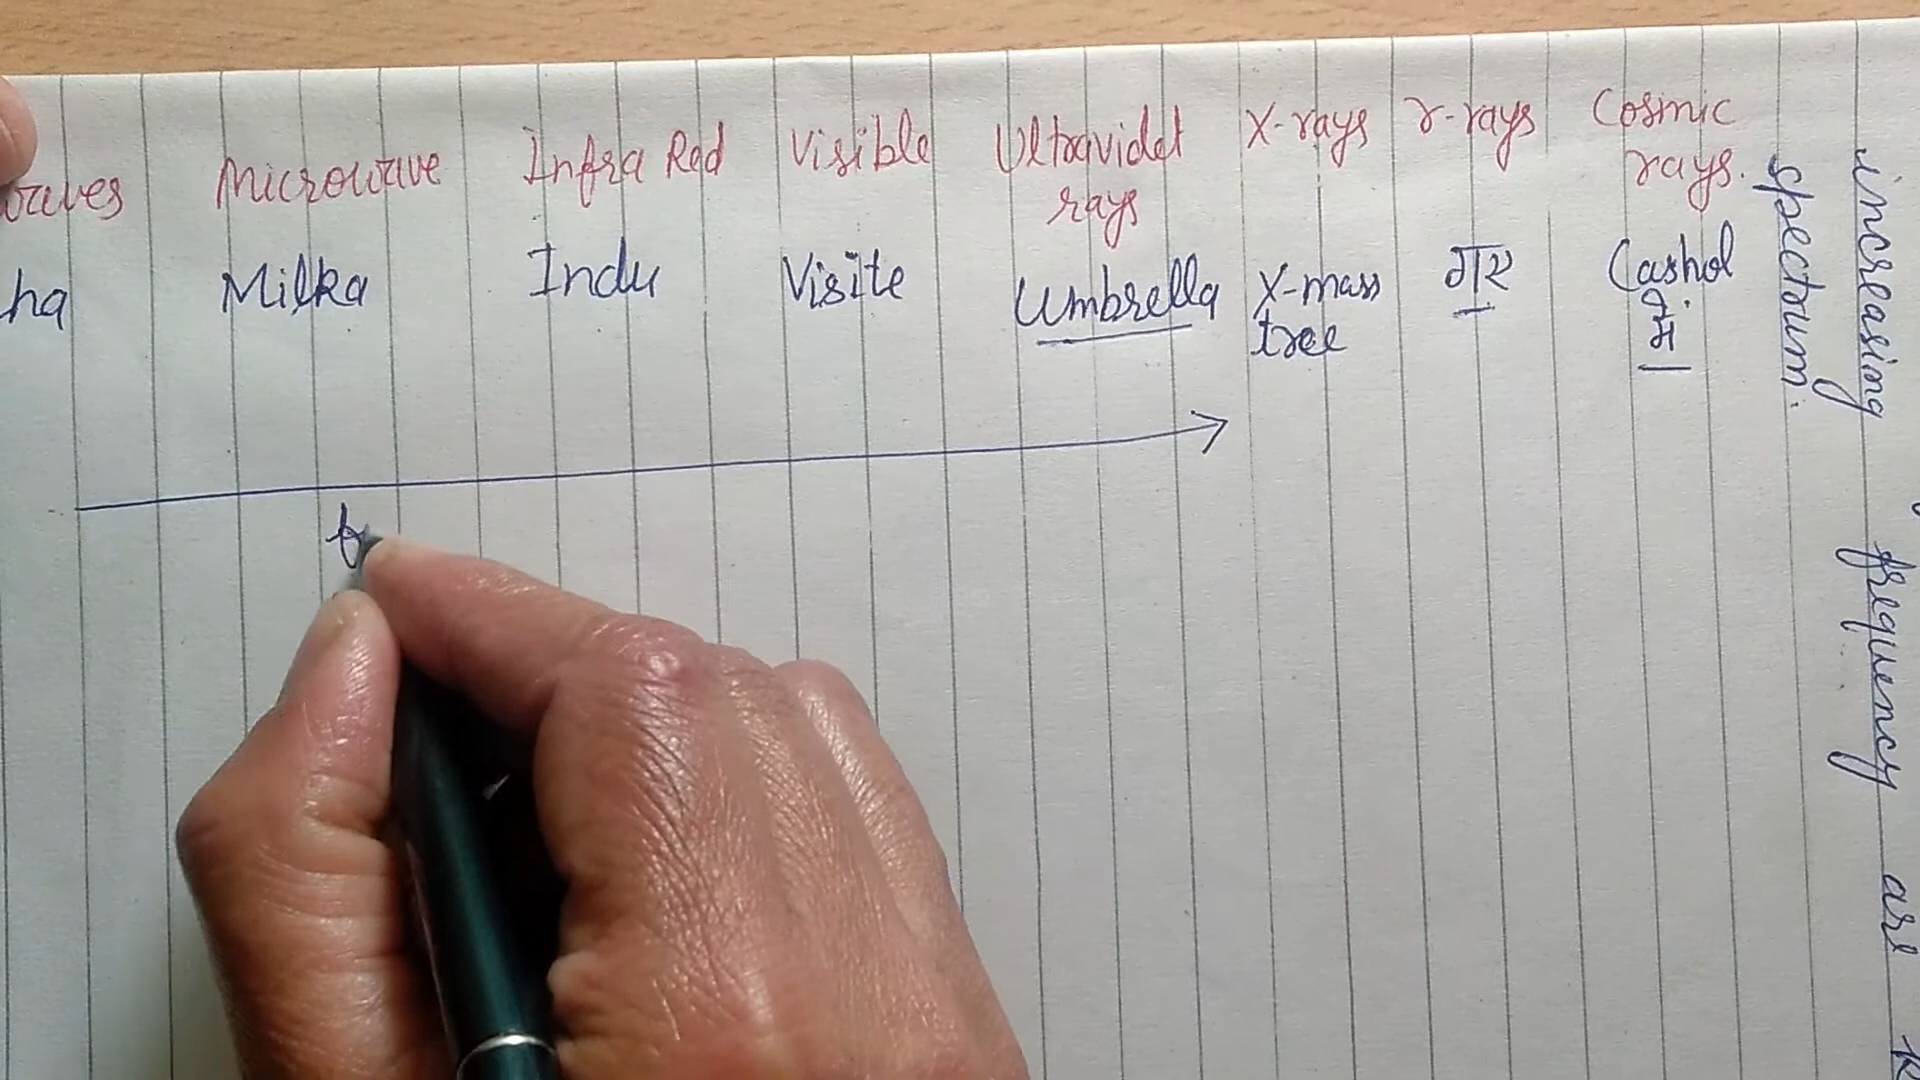 waves Microwave Infra Red Visible Ultraviolet rays X-rays γ-rays Cosmic rays.
ha Milka Indu Visite Umbrella X-mass tree गार Cashol में
increasing frequency are
spectrum.